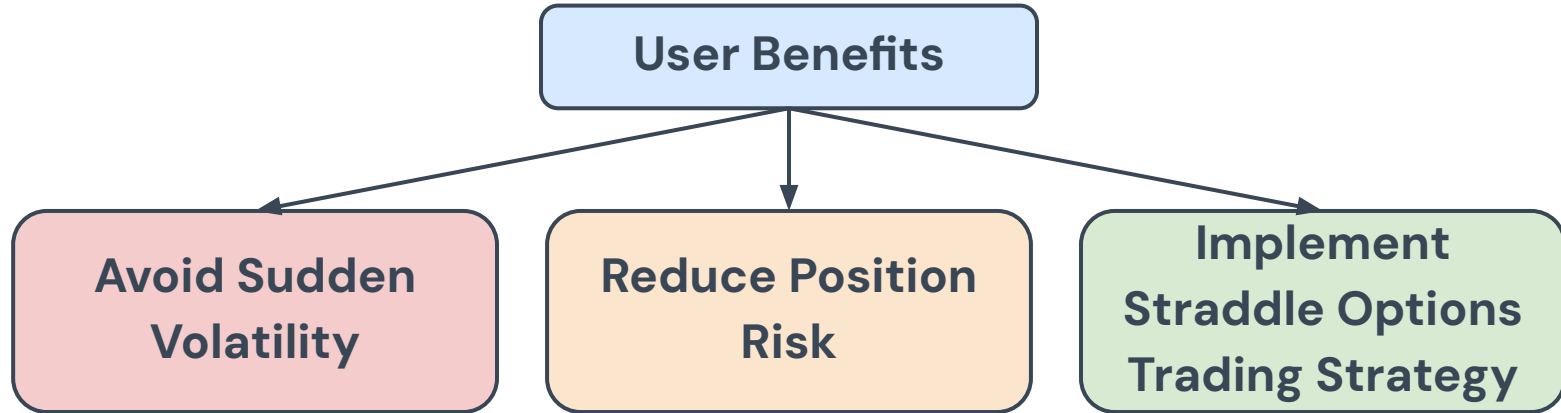 User Benefits
Avoid Sudden
Volatility
Reduce Position
Risk
Implement
Straddle Options
Trading Strategy